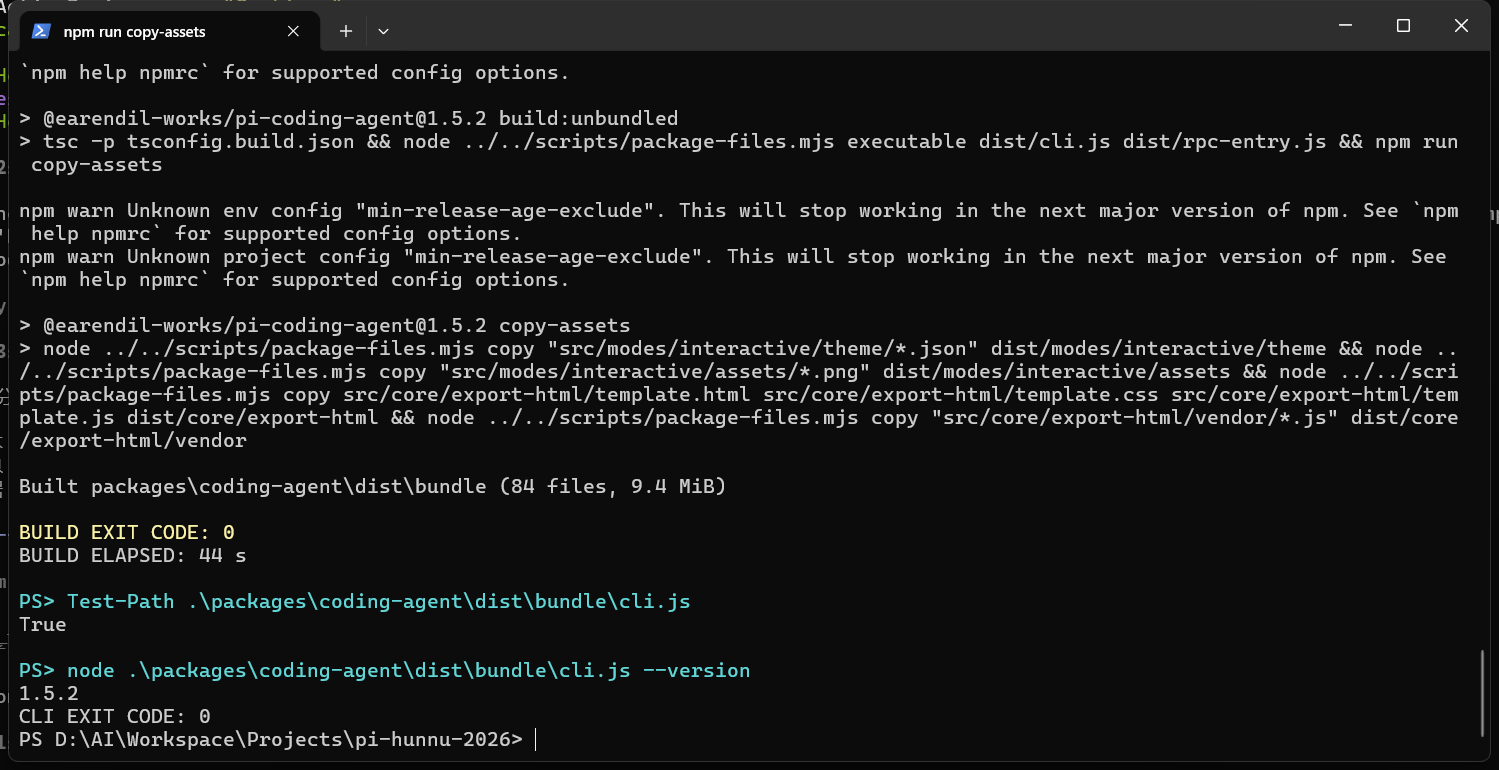 npm run copy-assets
`npm help npmrc` for supported config options.
> @earendil-works/pi-coding-agent@1.5.2 build:unbundled
> tsc -p tsconfig.build.json && node ../../scripts/package-files.mjs executable dist/cli.js dist/rpc-entry.js && npm run
copy-assets
npm warn Unknown env config "min-release-age-exclude". This will stop working in the next major version of npm. See `npm
help npmrc` for supported config options.
npm warn Unknown project config "min-release-age-exclude". This will stop working in the next major version of npm. See
`npm help npmrc` for supported config options.
> @earendil-works/pi-coding-agent@1.5.2 copy-assets
> node ../../scripts/package-files.mjs copy "src/modes/interactive/theme/*.json" dist/modes/interactive/theme && node ..
/../scripts/package-files.mjs copy "src/modes/interactive/assets/*.png" dist/modes/interactive/assets && node ../../scri
pts/package-files.mjs copy src/core/export-html/template.html src/core/export-html/template.css src/core/export-html/tem
plate.js dist/core/export-html && node ../../scripts/package-files.mjs copy "src/core/export-html/vendor/*.js" dist/core
/export-html/vendor
Built packages\coding-agent\dist\bundle (84 files, 9.4 MiB)
BUILD EXIT CODE: 0
BUILD ELAPSED: 44 s
PS> Test-Path .\packages\coding-agent\dist\bundle\cli.js
True
PS> node .\packages\coding-agent\dist\bundle\cli.js --version
1.5.2
CLI EXIT CODE: 0
PS D:\AI\Workspace\Projects\pi-hunnu-2026>